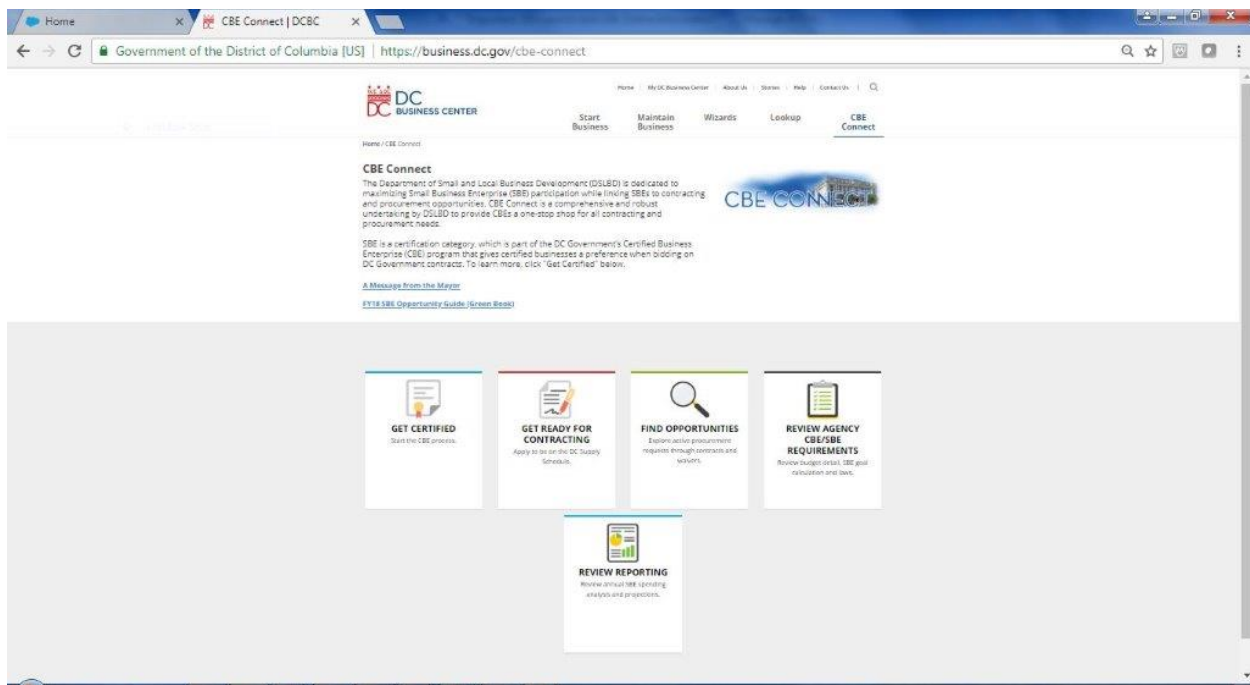 Home
CBE Connect | DCBC
Government of the District of Columbia [US] | https://business.dc.gov/cbe-connect
Home | My DC Business Center | About Us | Stories | Help | Contact Us |
DC
BUSINESS CENTER
Start Business
Maintain Business
Wizards
Lookup
CBE Connect
Home / CBE Connect
CBE Connect
The Department of Small and Local Business Development (DSLBD) is dedicated to
maximizing Small Business Enterprise (SBE) participation while linking SBEs to contracting
and procurement opportunities. CBE Connect is a comprehensive and robust
undertaking by DSLBD to provide CBEs a one-stop shop for all contracting and
procurement needs.
CBE CONNECT
SBE is a certification category, which is part of the DC Government's Certified Business
Enterprise (CBE) program that gives certified businesses a preference when bidding on
DC Government contracts. To learn more, click "Get Certified" below.
A Message from the Mayor
FY18 SBE Opportunity Guide (Green Book)
GET CERTIFIED
Start the CBE process.
GET READY FOR
CONTRACTING
Apply to be on the DC Supply
Schedule.
FIND OPPORTUNITIES
Explore active procurement
requests through contracts and
waivers.
REVIEW AGENCY
CBE/SBE
REQUIREMENTS
Review budget detail, SBE goal
calculation and laws.
REVIEW REPORTING
Review annual SBE spending
analysis and projections.